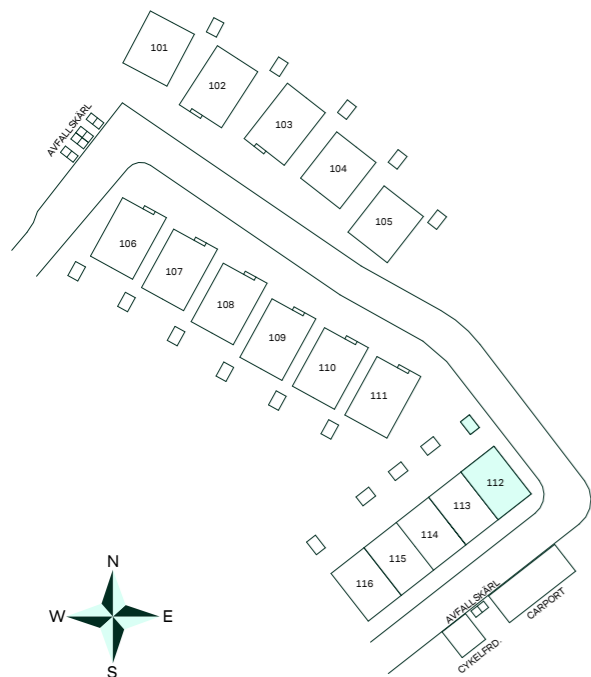 101
102
103
104
105
AVFALLSKÄRL
106
107
108
109
110
111
112
113
114
115
116
AVFALLSKÄRL
CARPORT
CYKELFRD.
N
W
E
S